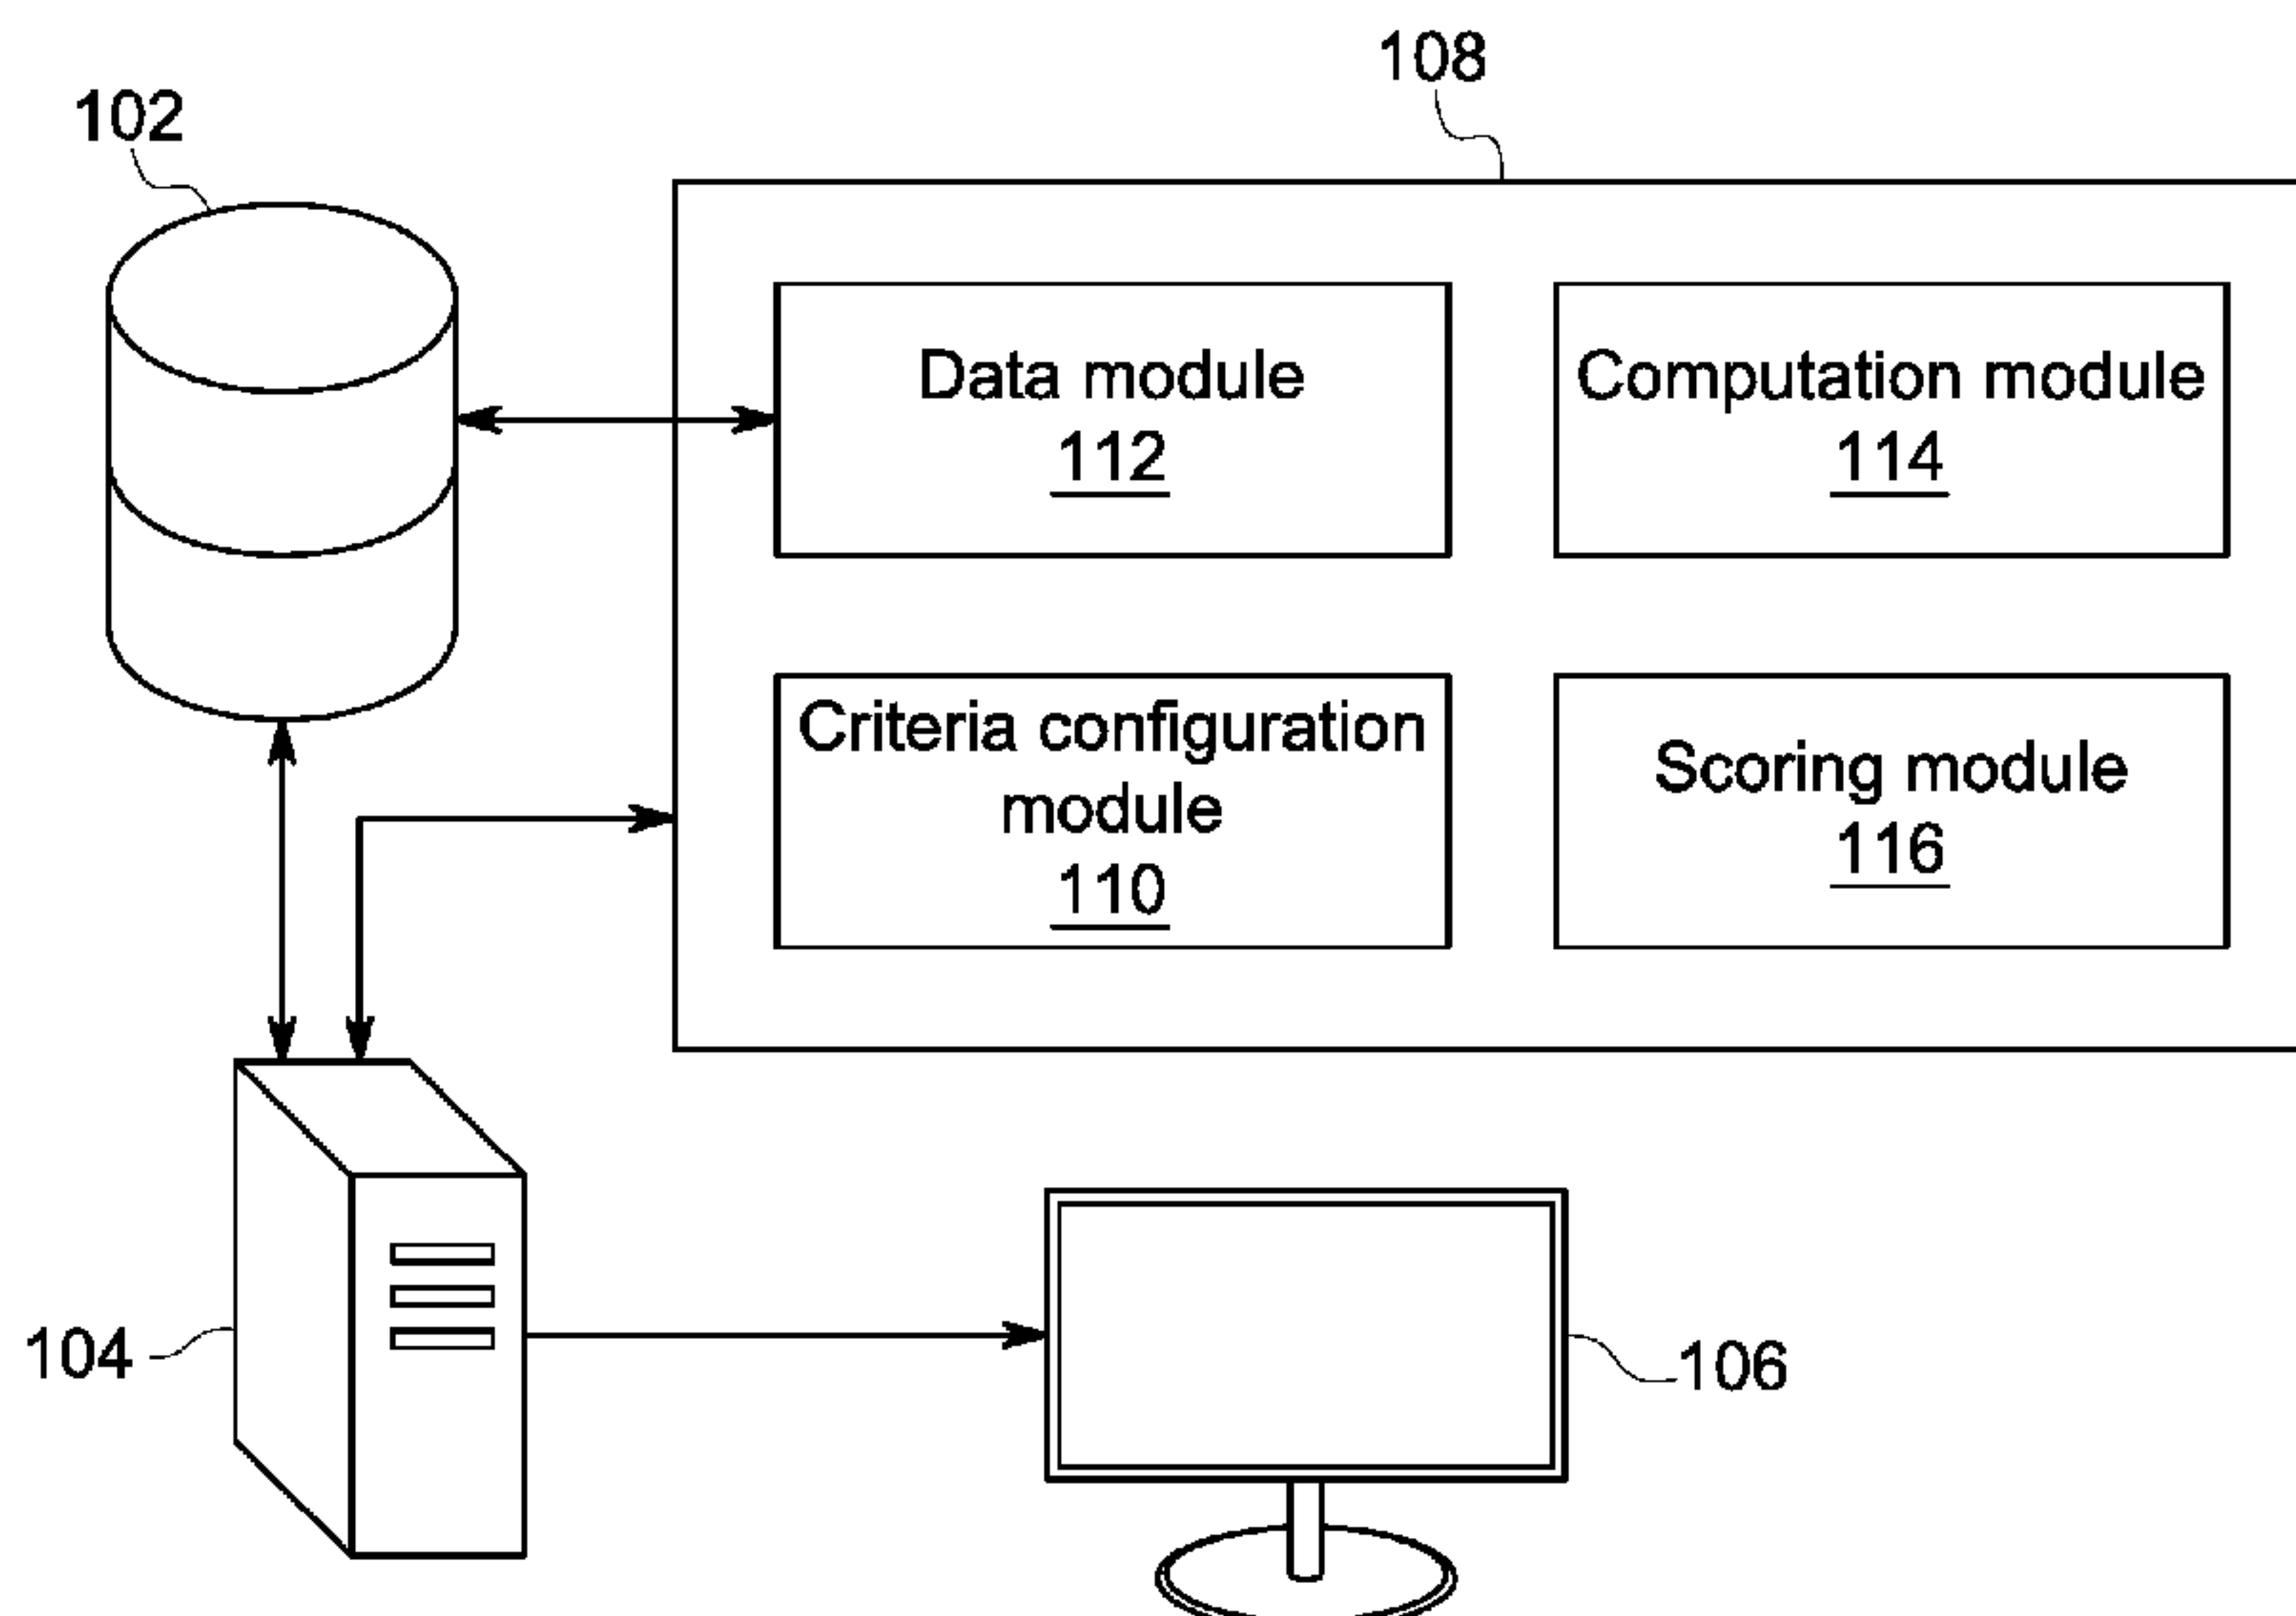 108
102
Data module
112
Computation module
114
Criteria configuration
module
110
Scoring module
116
104
106